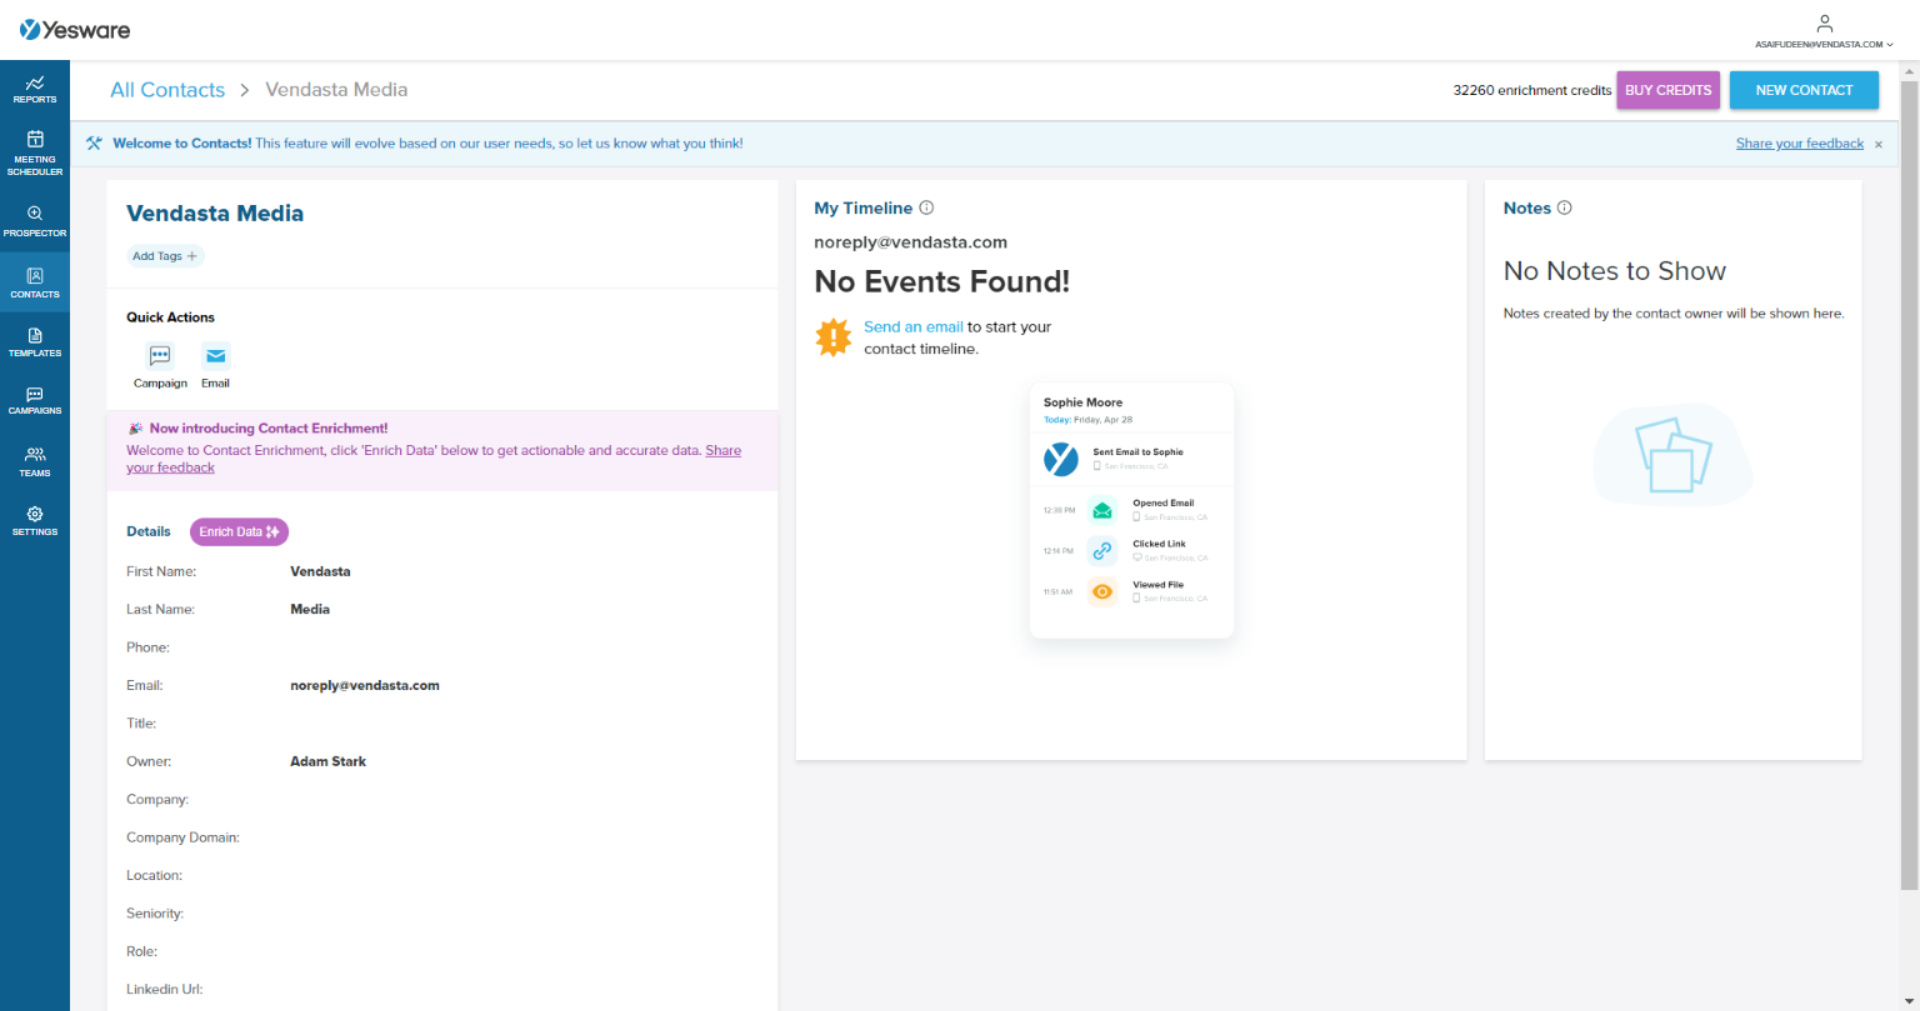 Yesware
ASAIFUDEEN@VENDASTA.COM
REPORTS
MEETING
SCHEDULER
PROSPECTOR
CONTACTS
TEMPLATES
CAMPAIGNS
TEAMS
SETTINGS
All Contacts > Vendasta Media
32260 enrichment credits
BUY CREDITS
NEW CONTACT
Welcome to Contacts! This feature will evolve based on our user needs, so let us know what you think!
Share your feedback ×
Vendasta Media
Add Tags +
Quick Actions
Campaign
Email
Now introducing Contact Enrichment!
Welcome to Contact Enrichment, click 'Enrich Data' below to get actionable and accurate data. Share
your feedback
Details
Enrich Data
First Name: Vendasta
Last Name: Media
Phone:
Email: noreply@vendasta.com
Title:
Owner: Adam Stark
Company:
Company Domain:
Location:
Seniority:
Role:
Linkedin Url:
My Timeline
noreply@vendasta.com
No Events Found!
Send an email to start your
contact timeline.
Sophie Moore
Today: Friday, Apr 28
Sent Email to Sophie
San Francisco, CA
12:38 PM
Opened Email
San Francisco, CA
12:14 PM
Clicked Link
San Francisco, CA
11:51 AM
Viewed File
San Francisco, CA
Notes
No Notes to Show
Notes created by the contact owner will be shown here.